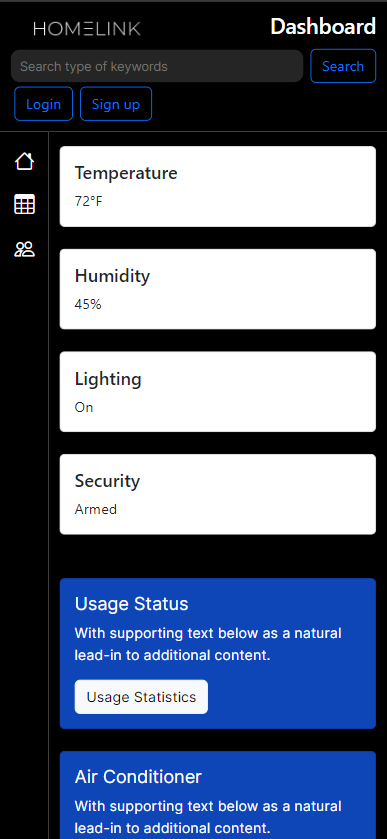 HOMELINK
Dashboard
Search type of keywords
Search
Login
Sign up
Temperature
72°F
Humidity
45%
Lighting
On
Security
Armed
Usage Status
With supporting text below as a natural
lead-in to additional content.
Usage Statistics
Air Conditioner
With supporting text below as a natural
lead-in to additional content.